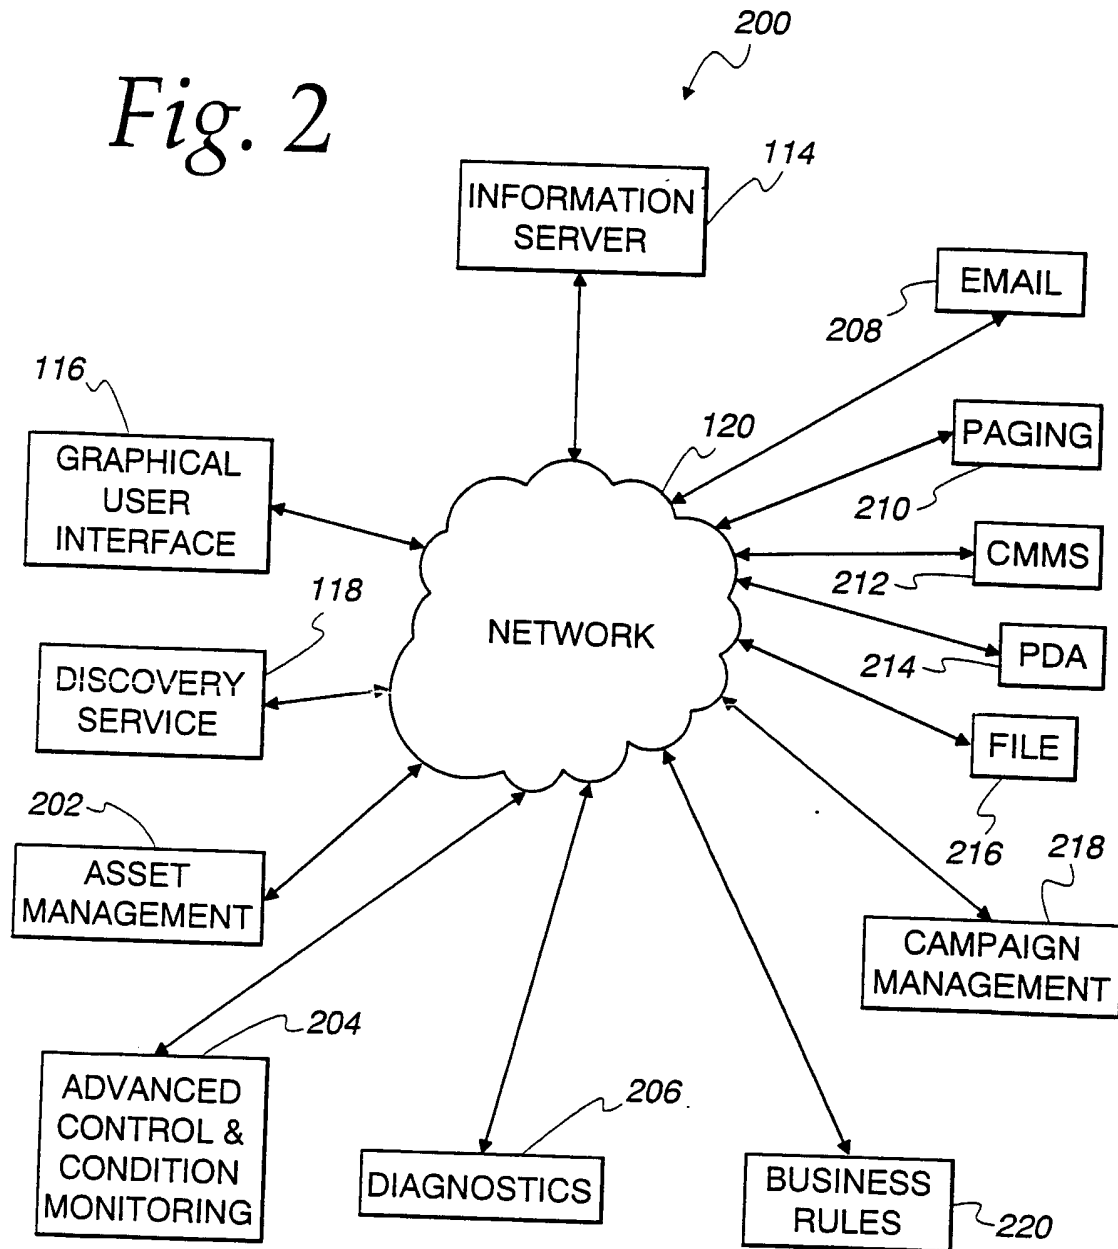 200
Fig. 2
114
INFORMATION
SERVER
EMAIL
208
116
120
PAGING
GRAPHICAL
USER
INTERFACE
210
CMMS
212
118
NETWORK
PDA
214
DISCOVERY
SERVICE
FILE
202
216
218
ASSET
MANAGEMENT
CAMPAIGN
MANAGEMENT
204
ADVANCED
CONTROL &
CONDITION
MONITORING
206
DIAGNOSTICS
BUSINESS
RULES
220